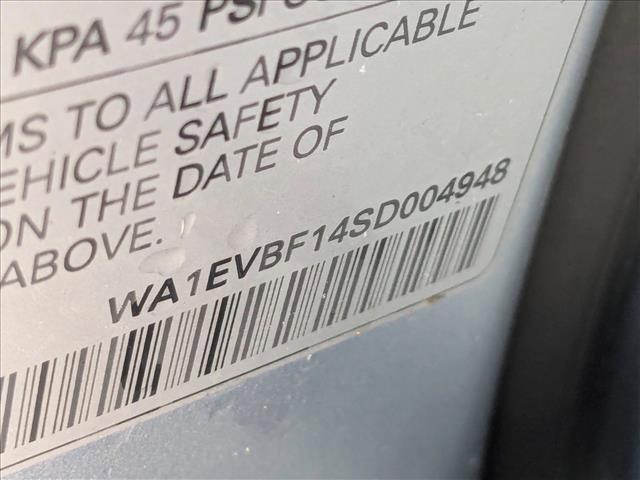 KPA 45 PSI
MS TO ALL APPLICABLE
EHICLE SAFETY
ON THE DATE OF
ABOVE.
WA1EVBF14SD004948